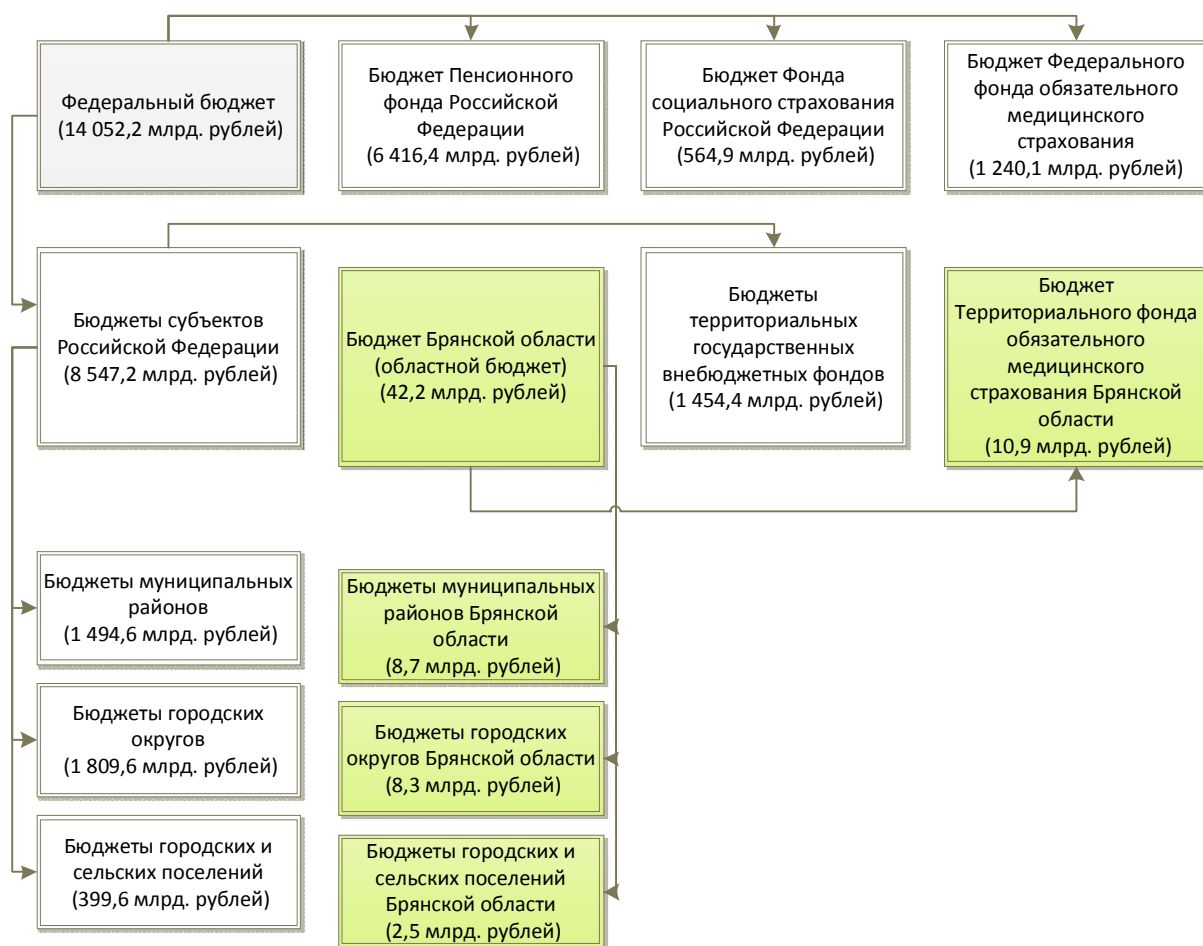 Федеральный бюджет
(14 052,2 млрд. рублей)
Бюджет Пенсионного
фонда Российской
Федерации
(6 416,4 млрд. рублей)
Бюджет Фонда
социального страхования
Российской Федерации
(564,9 млрд. рублей)
Бюджет Федерального
фонда обязательного
медицинского
страхования
(1 240,1 млрд. рублей)
Бюджеты субъектов
Российской Федерации
(8 547,2 млрд. рублей)
Бюджет Брянской области
(областной бюджет)
(42,2 млрд. рублей)
Бюджеты
территориальных
государственных
внебюджетных фондов
(1 454,4 млрд. рублей)
Бюджет
Территориального фонда
обязательного
медицинского
страхования Брянской
области
(10,9 млрд. рублей)
Бюджеты муниципальных
районов
(1 494,6 млрд. рублей)
Бюджеты муниципальных
районов Брянской
области
(8,7 млрд. рублей)
Бюджеты городских
округов
(1 809,6 млрд. рублей)
Бюджеты городских
округов Брянской области
(8,3 млрд. рублей)
Бюджеты городских и
сельских поселений
(399,6 млрд. рублей)
Бюджеты городских и
сельских поселений
Брянской области
(2,5 млрд. рублей)